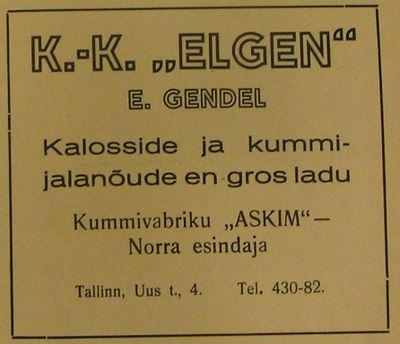 K.-K. „ELGEN“
E. GENDEL
Kalosside ja kummi-
jalanõude en gros ladu
Kummivabriku „ASKIM“ —
Norra esindaja
Tallinn, Uus t., 4. Tel. 430-82.